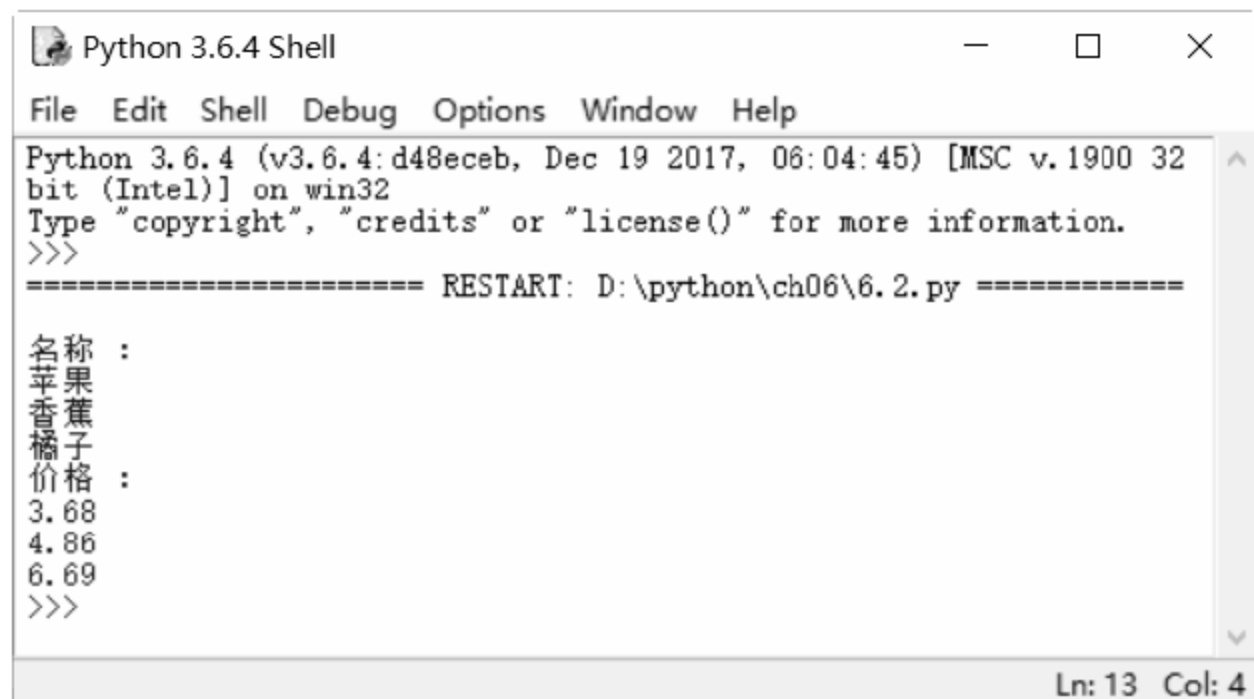 Python 3.6.4 Shell
File Edit Shell Debug Options Window Help
Python 3.6.4 (v3.6.4:d48eceb, Dec 19 2017, 06:04:45) [MSC v.1900 32
bit (Intel)] on win32
Type "copyright", "credits" or "license()" for more information.
>>>
======================= RESTART: D:\python\ch06\6.2.py ============
名称 :
苹果
香蕉
橘子
价格 :
3.68
4.86
6.69
>>>
Ln: 13 Col: 4